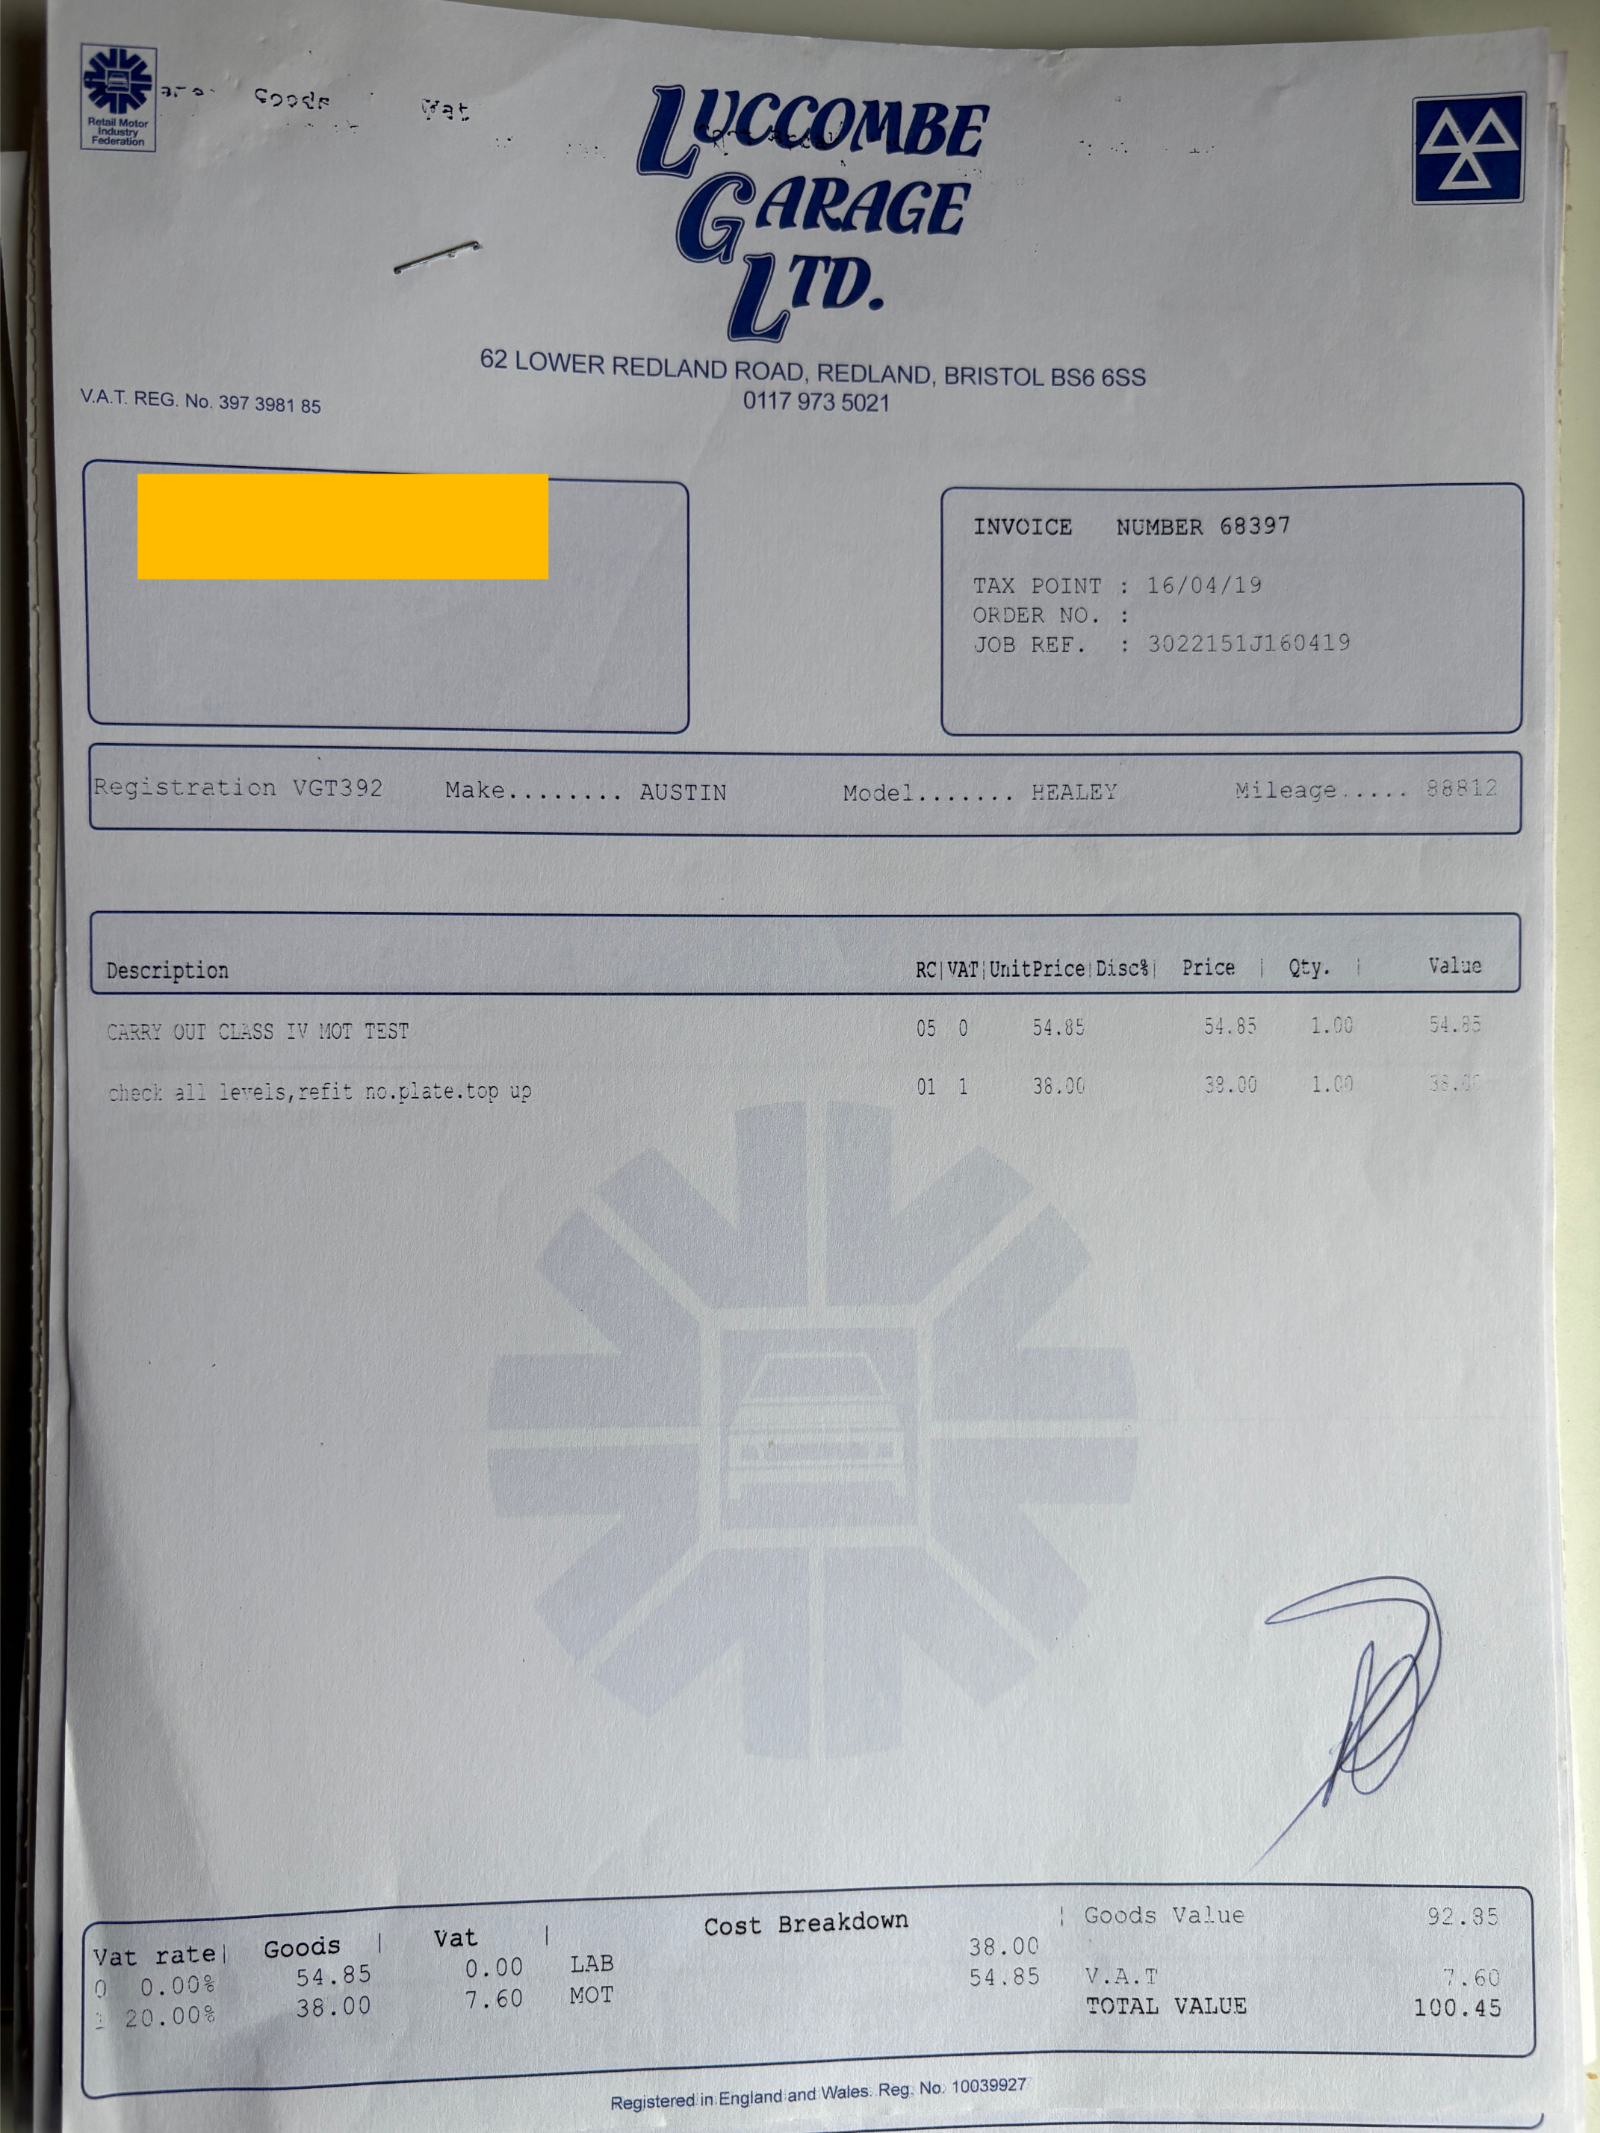 Retail Motor
Industry
Federation
Goods Vat
LUCCOMBE
GARAGE
LTD.
62 LOWER REDLAND ROAD, REDLAND, BRISTOL BS6 6SS
0117 973 5021
V.A.T. REG. No. 397 3981 85
INVOICE NUMBER 68397
TAX POINT : 16/04/19
ORDER NO. :
JOB REF. : 3022151J160419
Registration VGT392 Make........ AUSTIN Model....... HEALEY Mileage..... 88812
Description RC|VAT|UnitPrice|Disc%| Price | Qty. | Value
CARRY OUT CLASS IV MOT TEST 05 0 54.85 54.85 1.00 54.85
check all levels,refit no.plate.top up 01 1 38.00 38.00 1.00 38.00
Vat rate| Goods | Vat | Cost Breakdown | Goods Value 92.85
0 0.00% 54.85 0.00 LAB 38.00
1 20.00% 38.00 7.60 MOT 54.85 V.A.T 7.60
TOTAL VALUE 100.45
Registered in England and Wales. Reg. No. 10039927